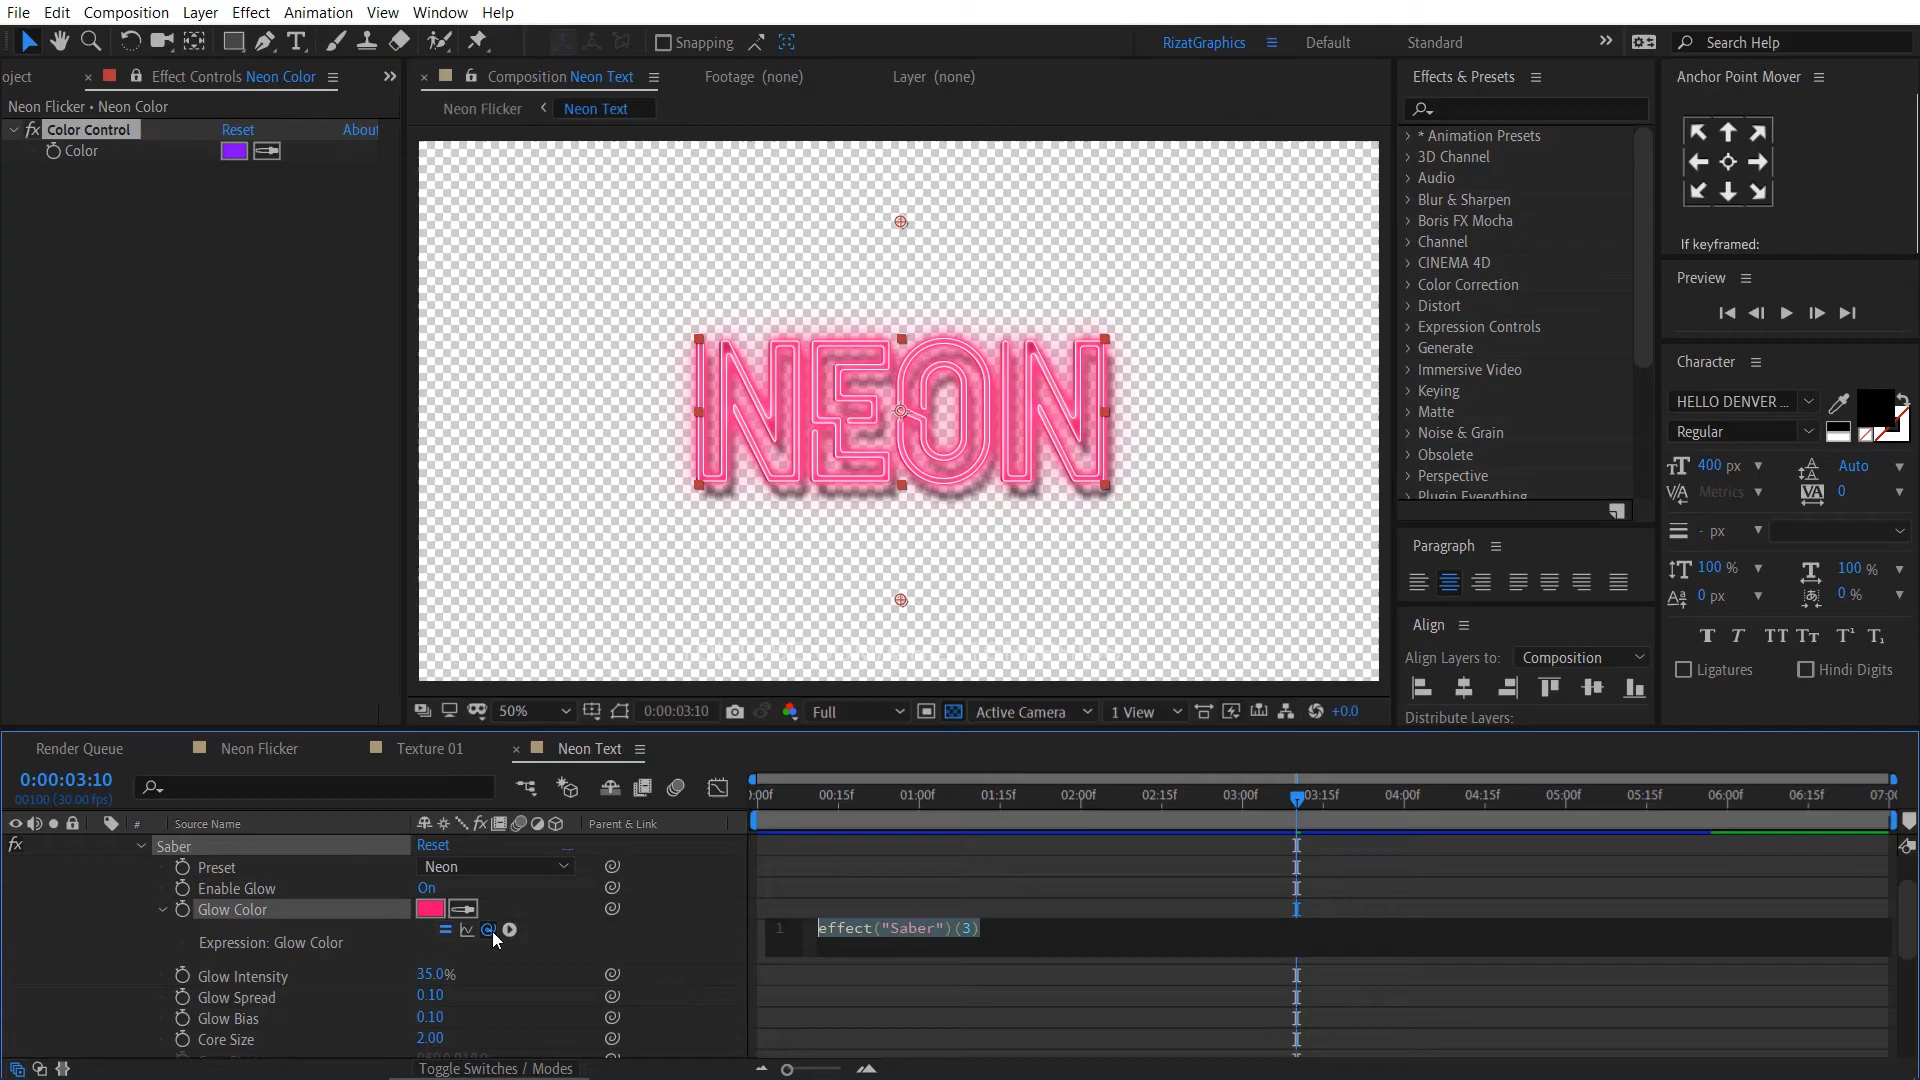 File Edit Composition Layer Effect Animation View Window Help
Snapping
RizatGraphics Default Standard
Search Help
oject Effect Controls Neon Color
Neon Flicker • Neon Color
fx Color Control Reset About
Color
Composition Neon Text Footage (none) Layer (none)
Neon Flicker Neon Text
NEON
50% 0:00:03:10 Full Active Camera 1 View +0.0
Effects & Presets
* Animation Presets
3D Channel
Audio
Blur & Sharpen
Boris FX Mocha
Channel
CINEMA 4D
Color Correction
Distort
Expression Controls
Generate
Immersive Video
Keying
Matte
Noise & Grain
Obsolete
Perspective
Plugin Everything
Paragraph
Align
Align Layers to: Composition
Distribute Layers:
Anchor Point Mover
If keyframed:
Preview
Character
HELLO DENVER ...
Regular
400 px Auto
Metrics 0
- px
100 % 100 %
0 px 0 %
T T TT Tт T¹ T₁
Ligatures Hindi Digits
Render Queue Neon Flicker Texture 01 Neon Text
0:00:03:10
00100 (30.00 fps)
:00f 00:15f 01:00f 01:15f 02:00f 02:15f 03:00f 03:15f 04:00f 04:15f 05:00f 05:15f 06:00f 06:15f 07:00
# Source Name fx Parent & Link
fx Saber Reset
Preset Neon
Enable Glow On
Glow Color
Expression: Glow Color
1 effect("Saber")(3)
Glow Intensity 35.0%
Glow Spread 0.10
Glow Bias 0.10
Core Size 2.00
Toggle Switches / Modes